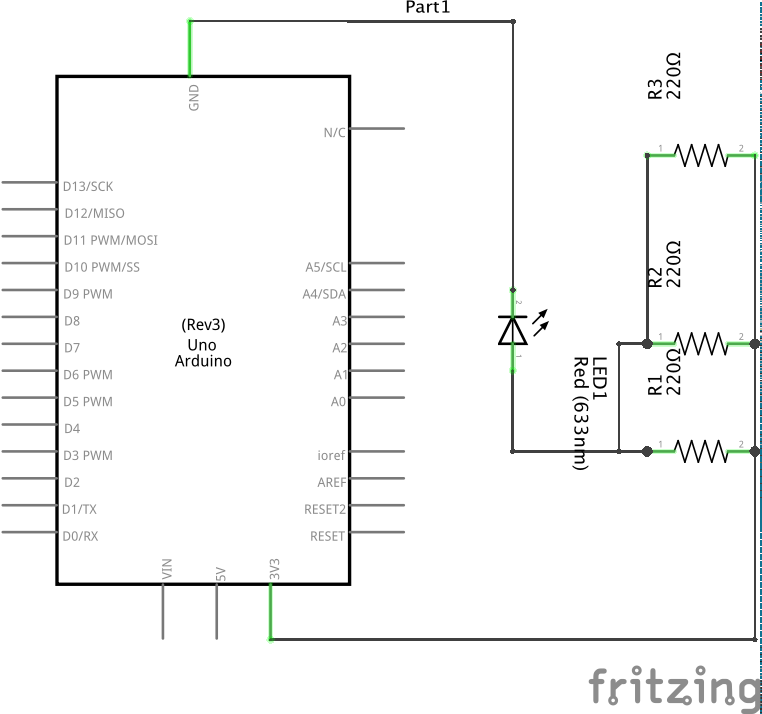 Part1
GND
N/C
D13/SCK
D12/MISO
D11 PWM/MOSI
D10 PWM/SS
D9 PWM
D8
D7
D6 PWM
D5 PWM
D4
D3 PWM
D2
D1/TX
D0/RX
A5/SCL
A4/SDA
A3
A2
A1
A0
ioref
AREF
RESET2
RESET
(Rev3)
Uno
Arduino
VIN
5V
3V3
2
1
LED1
Red (633nm)
R3
220Ω
1
2
R2
220Ω
1
2
R1
220Ω
1
2
fritzing